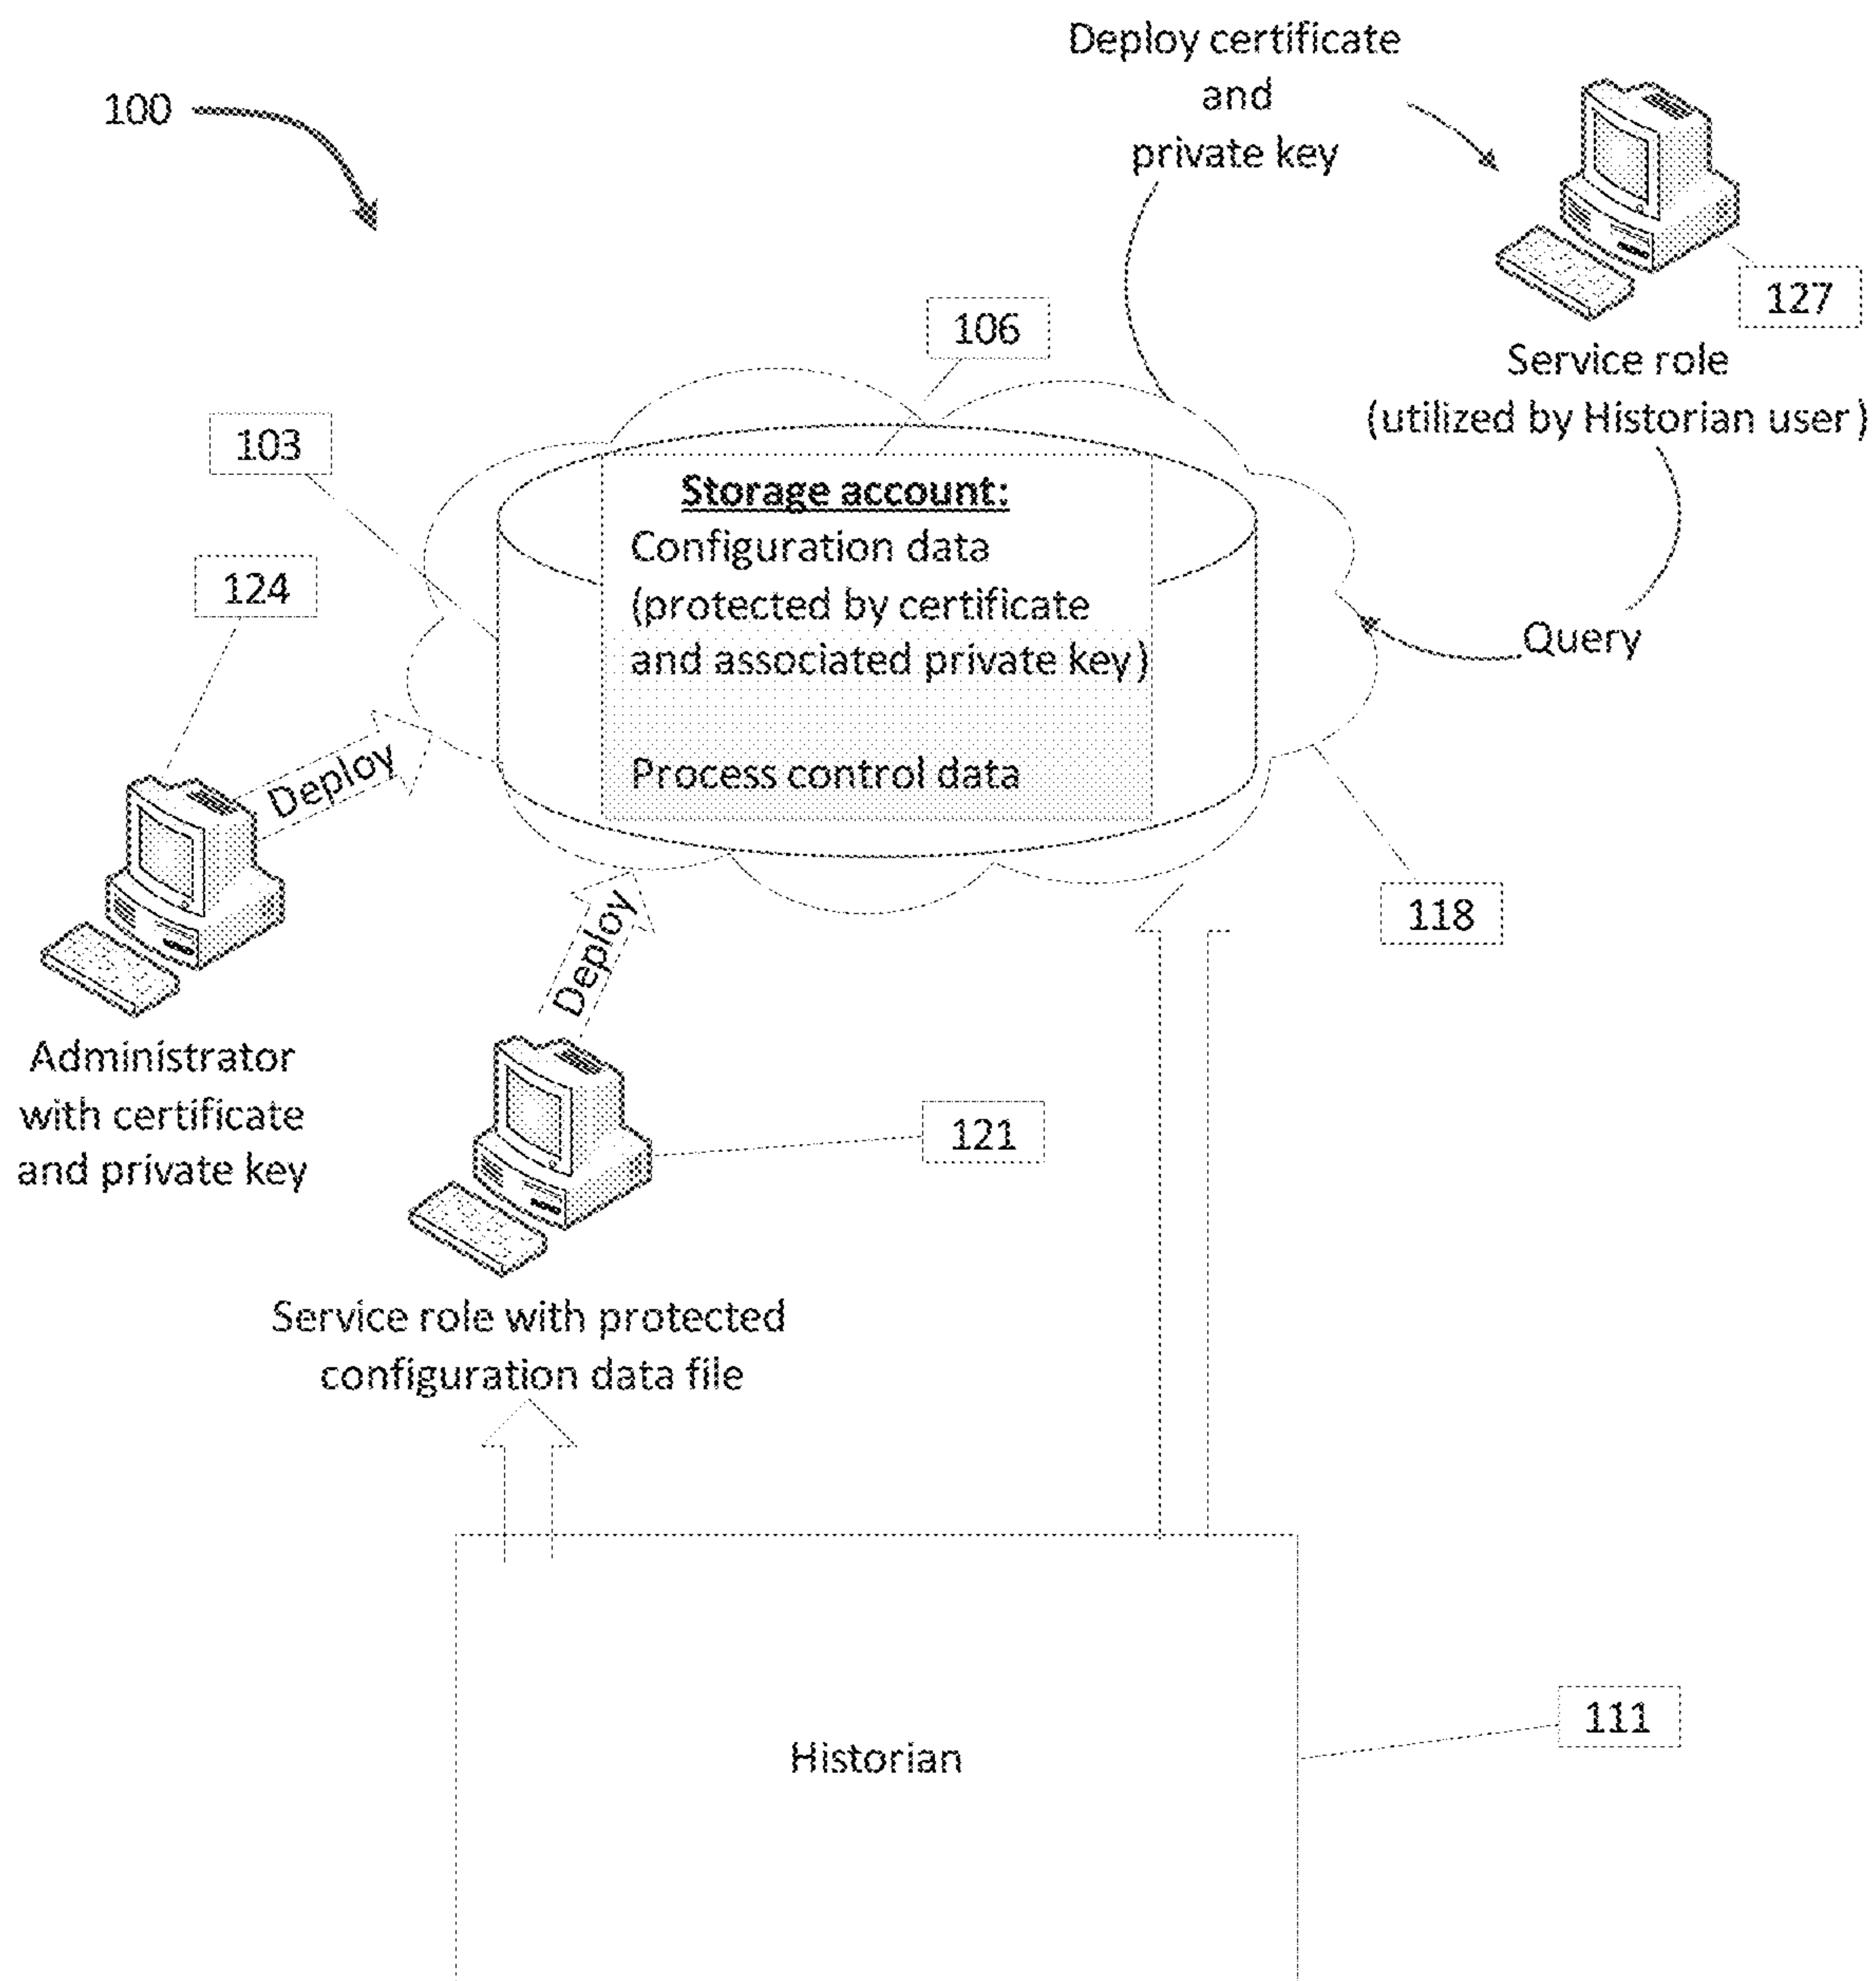 Deploy certificate
and
private key
100
127
Service role
(utilized by Historian user)
106
103
Storage account:
Configuration data
(protected by certificate
and associated private key)
Process control data
124
Query
Deploy
118
Deploy
Administrator
with certificate
and private key
121
Service role with protected
configuration data file
111
Historian